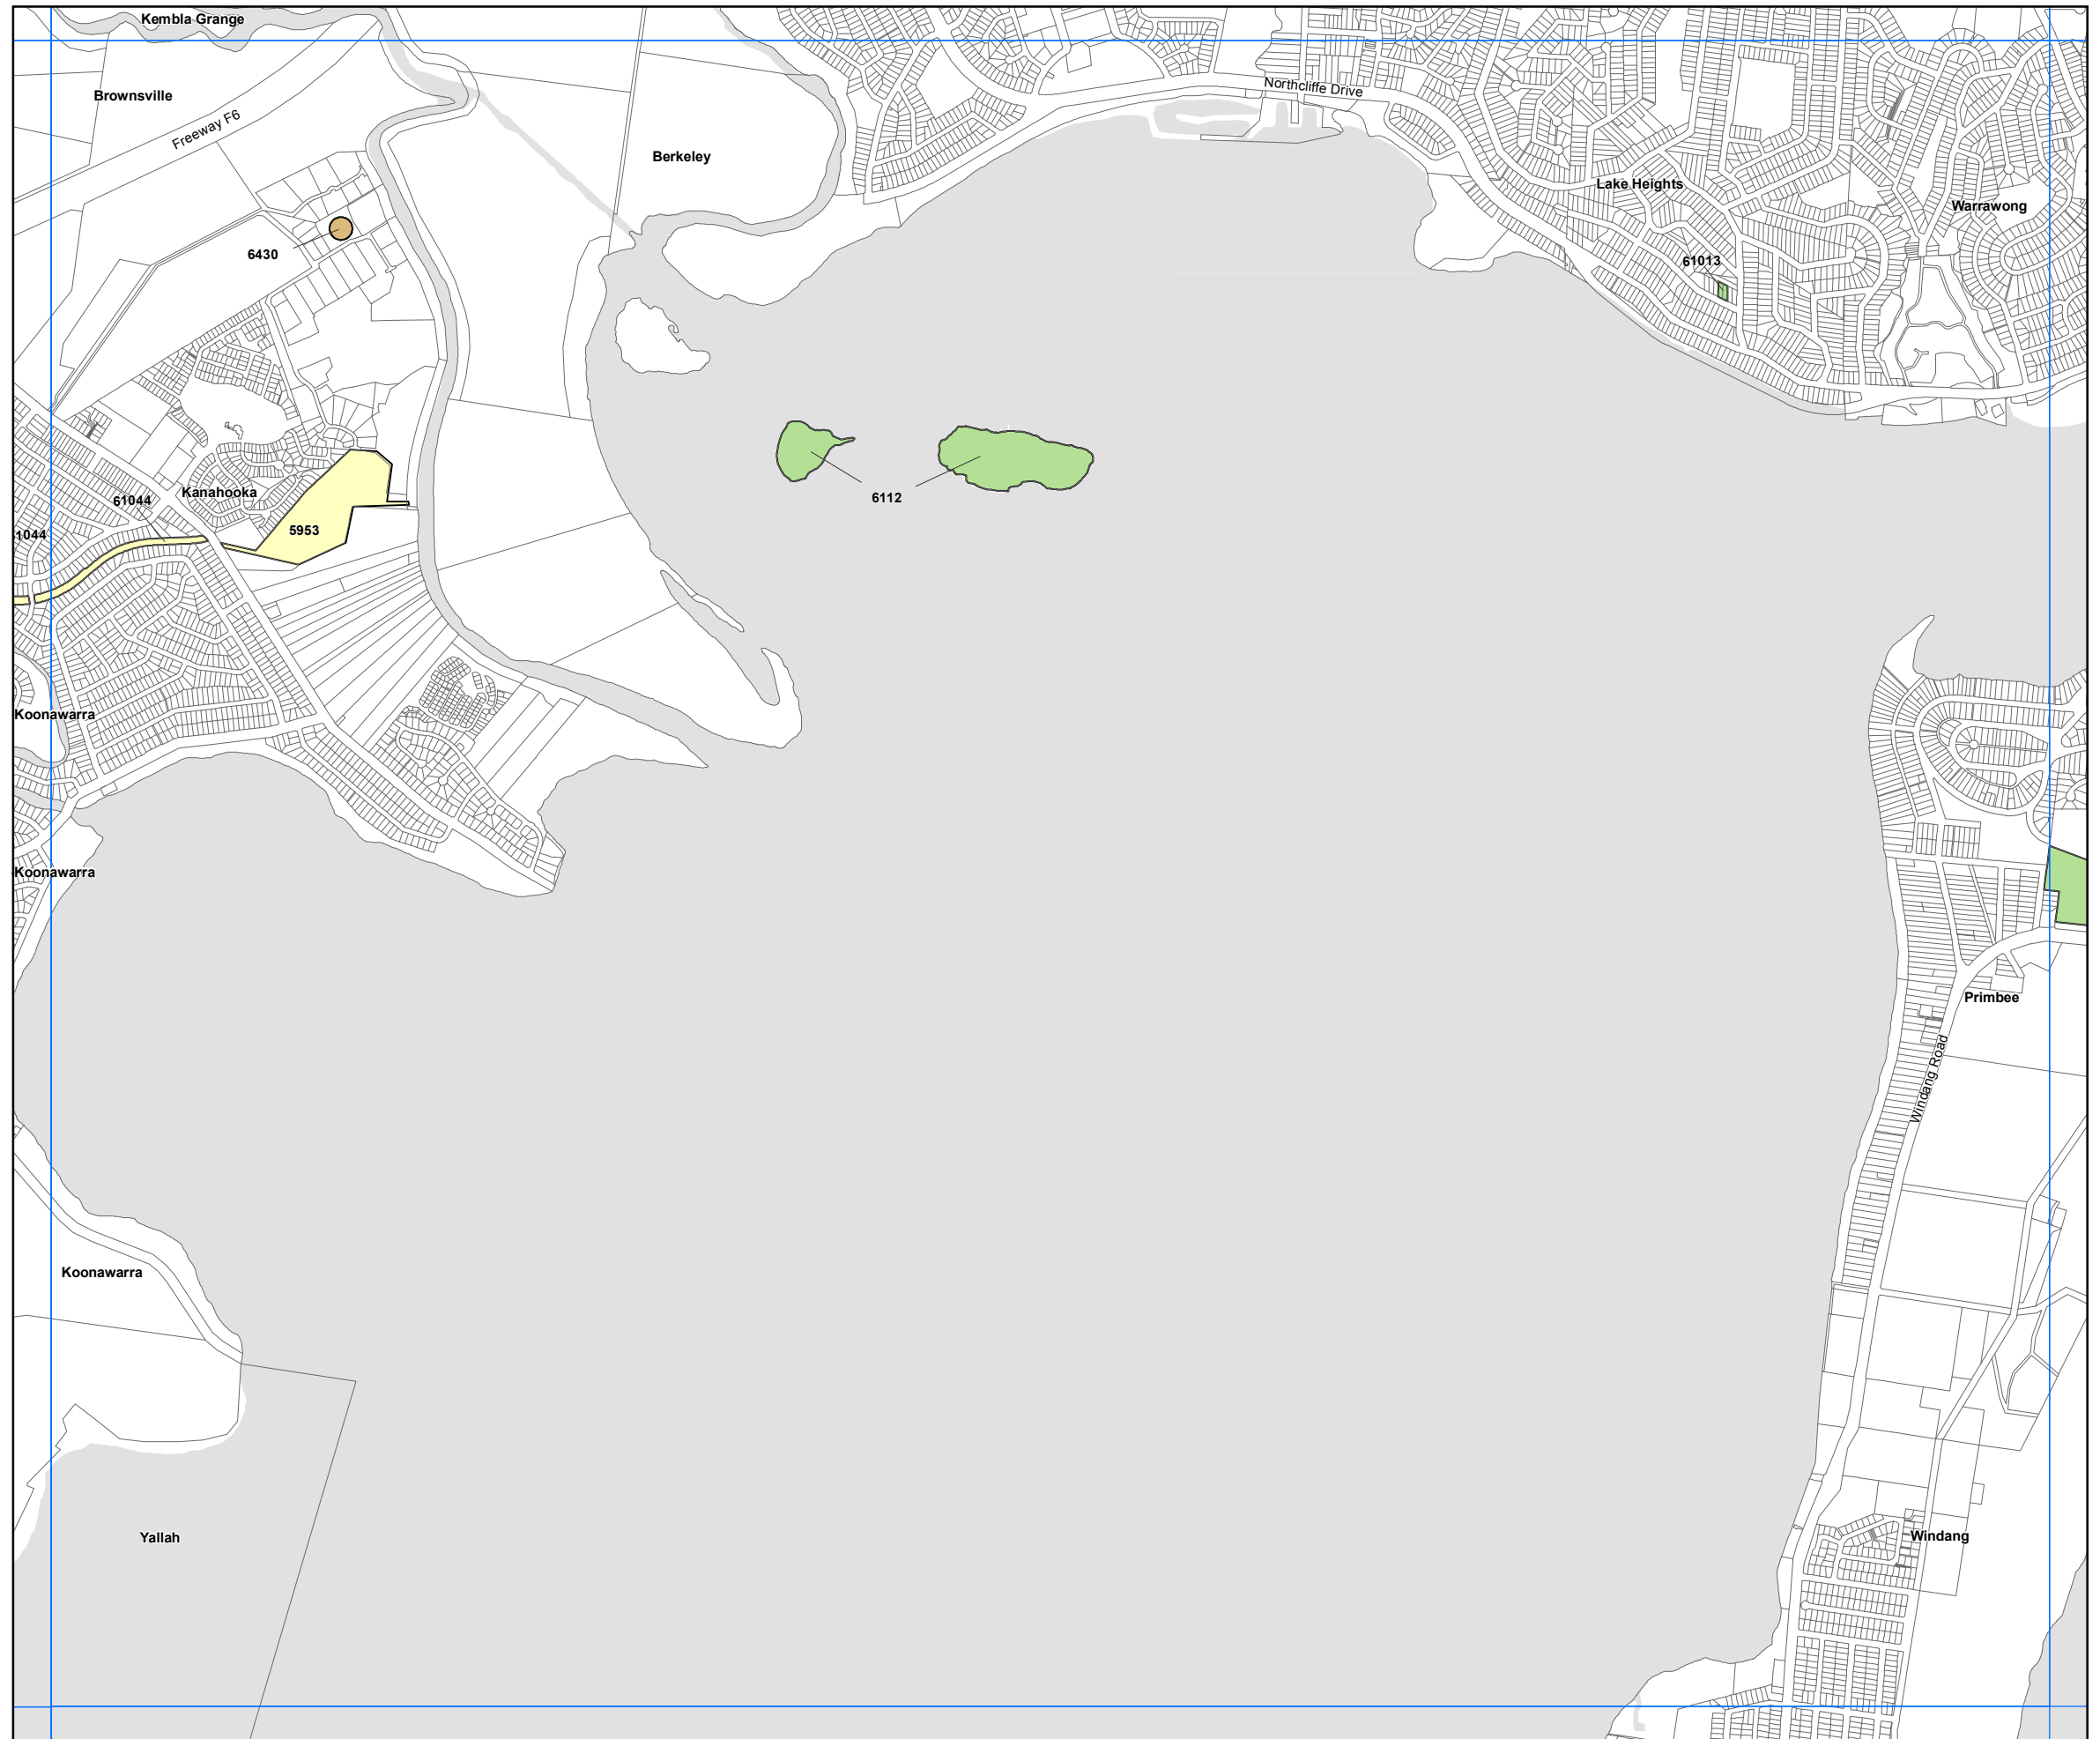 Kembla Grange
Brownsville
Freeway F6
Northcliffe Drive
Berkeley
Lake Heights
Warrawong
6430
61013
Kanahooka
61044
6112
5953
1044
Koonawarra
Koonawarra
Primbee
Windang Road
Koonawarra
Yallah
Windang